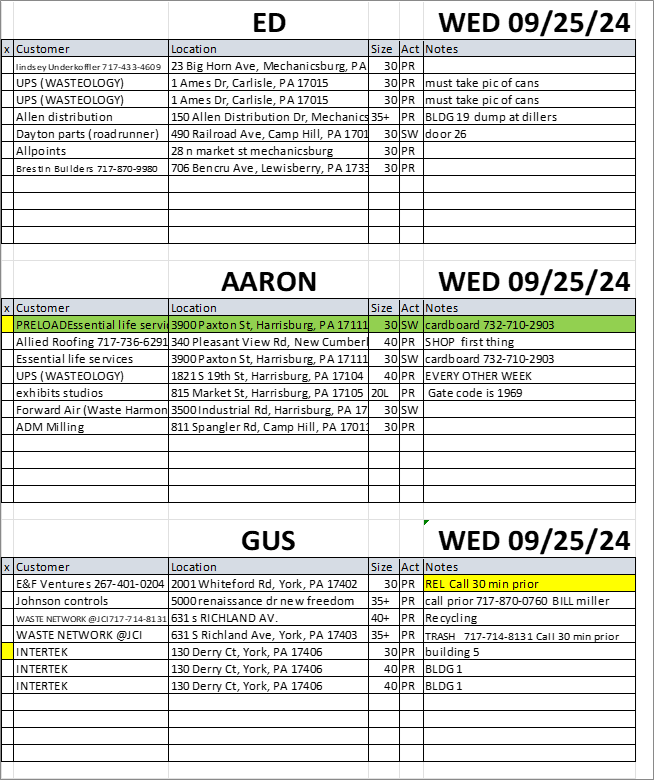 ED WED 09/25/24
x Customer Location Size Act Notes
lindsey Underkoffler 717-433-4609 23 Big Horn Ave, Mechanicsburg, PA 30 PR
UPS (WASTEOLOGY) 1 Ames Dr, Carlisle, PA 17015 30 PR must take pic of cans
UPS (WASTEOLOGY) 1 Ames Dr, Carlisle, PA 17015 30 PR must take pic of cans
Allen distribution 150 Allen Distribution Dr, Mechanics 35+ PR BLDG 19 dump at dillers
Dayton parts (roadrunner) 490 Railroad Ave, Camp Hill, PA 1701 30 SW door 26
Allpoints 28 n market st mechanicsburg 30 PR
Brestin Builders 717-870-9980 706 Bencru Ave, Lewisberry, PA 1733 30 PR
AARON WED 09/25/24
x Customer Location Size Act Notes
PRELOADEssential life servi 3900 Paxton St, Harrisburg, PA 17111 30 SW cardboard 732-710-2903
Allied Roofing 717-736-6291 340 Pleasant View Rd, New Cumberl 40 PR SHOP first thing
Essential life services 3900 Paxton St, Harrisburg, PA 17111 30 SW cardboard 732-710-2903
UPS (WASTEOLOGY) 1821 S 19th St, Harrisburg, PA 17104 40 PR EVERY OTHER WEEK
exhibits studios 815 Market St, Harrisburg, PA 17105 20L PR Gate code is 1969
Forward Air (Waste Harmon 3500 Industrial Rd, Harrisburg, PA 17 30 SW
ADM Milling 811 Spangler Rd, Camp Hill, PA 1701 30 PR
GUS WED 09/25/24
x Customer Location Size Act Notes
E&F Ventures 267-401-0204 2001 Whiteford Rd, York, PA 17402 30 PR REL Call 30 min prior
Johnson controls 5000 renaissance dr new freedom 35+ PR call prior 717-870-0760 BILL miller
WASTE NETWORK @JCI 717-714-8131 631 s RICHLAND AV. 40+ PR Recycling
WASTE NETWORK @JCI 631 S Richland Ave, York, PA 17403 35+ PR TRASH 717-714-8131 Call 30 min prior
INTERTEK 130 Derry Ct, York, PA 17406 30 PR building 5
INTERTEK 130 Derry Ct, York, PA 17406 40 PR BLDG 1
INTERTEK 130 Derry Ct, York, PA 17406 40 PR BLDG 1